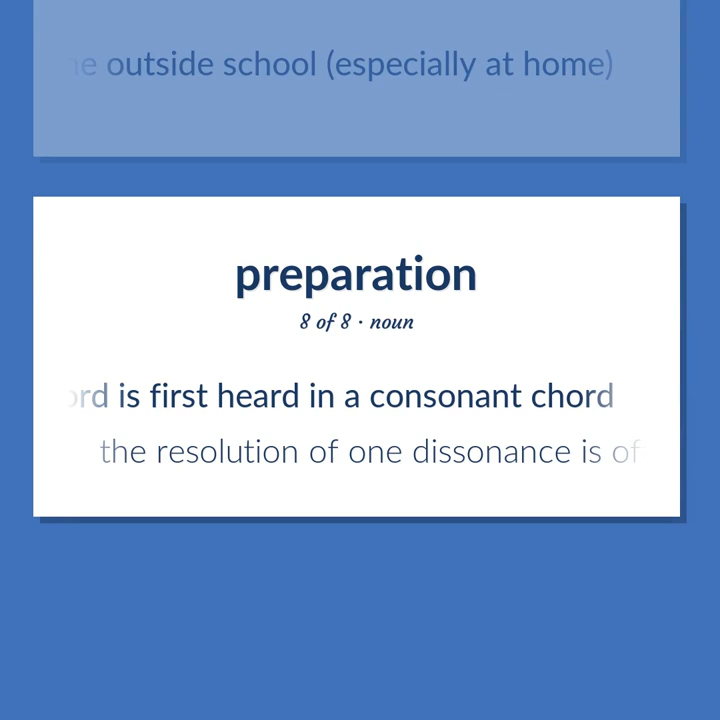 outside school (especially at home)
preparation
8 of 8 · noun
is first heard in a consonant chord
the resolution of one dissonance is of